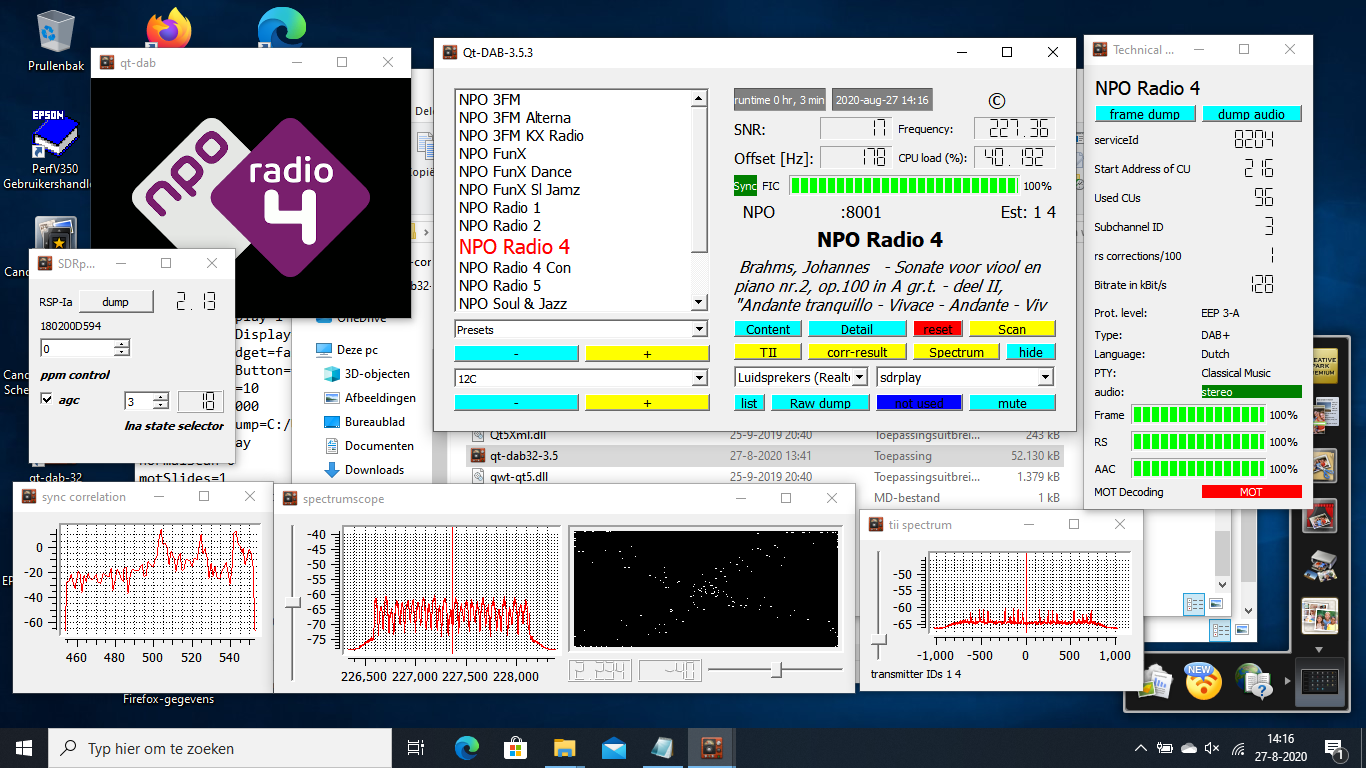 Prullenbak
EPSON
PerfV350
Gebruikershandle
Cano
Cano
Sche
qt-dab-32
EP
Firefox-gegevens
qt-dab
npo
radio
4
SDRp...
RSP-Ia
dump
2.13
180200D594
0
ppm control
agc
3
18
lna state selector
Qt-DAB-3.5.3
NPO 3FM
NPO 3FM Alterna
NPO 3FM KX Radio
NPO FunX
NPO FunX Dance
NPO FunX Sl Jamz
NPO Radio 1
NPO Radio 2
NPO Radio 4
NPO Radio 4 Con
NPO Radio 5
NPO Soul & Jazz
Presets
- +
12C
- +
runtime 0 hr, 3 min
2020-aug-27 14:16
©
SNR: 17 Frequency: 227.36
Offset [Hz]: 178 CPU load (%): 40.192
Sync FIC 100%
NPO :8001 Est: 1 4
NPO Radio 4
Brahms, Johannes - Sonate voor viool en
piano nr.2, op.100 in A gr.t. - deel II,
"Andante tranquillo - Vivace - Andante - Viv
Content Detail reset Scan
TII corr-result Spectrum hide
Luidsprekers (Realte sdrplay
list Raw dump not used mute
Technical ...
NPO Radio 4
frame dump dump audio
serviceId 8204
Start Address of CU 216
Used CUs 96
Subchannel ID 3
rs corrections/100 1
Bitrate in kBit/s 128
Prot. level: EEP 3-A
Type: DAB+
Language: Dutch
PTY: Classical Music
audio: stereo
Frame 100%
RS 100%
AAC 100%
MOT Decoding MOT
Dele
opië
OneDrive
Deze pc
3D-objecten
Afbeeldingen
Bureaublad
Documenten
Downloads
Display
dget=fa
Button=
=10
000
ump=C:/
lay
motSlides=1
Qt5Xml.dll 25-9-2019 20:40 Toepassingsuitbrei... 243 kB
qt-dab32-3.5 27-8-2020 13:41 Toepassing 52.130 kB
qwt-qt5.dll 25-9-2019 20:40 Toepassingsuitbrei... 1.379 kB
MD-bestand 1 kB
sync correlation
0
-20
-40
-60
460 480 500 520 540
spectrumscope
-40
-45
-50
-55
-60
-65
-70
-75
226,500 227,000 227,500 228,000
2.294 -40
tii spectrum
-50
-55
-60
-65
-1,000 -500 0 500 1,000
transmitter IDs 1 4
EATIVE
PARK
PREMIUM
NEW
Typ hier om te zoeken
14:16
27-8-2020
1